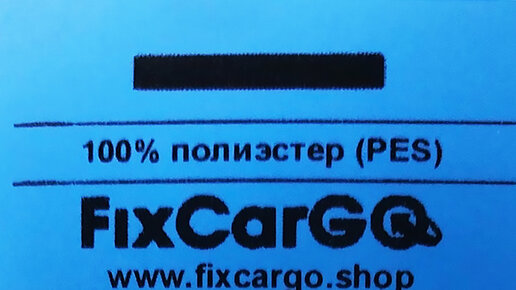 100% полиэстер (PES)
FixCarGO
www.fixcargo.shop